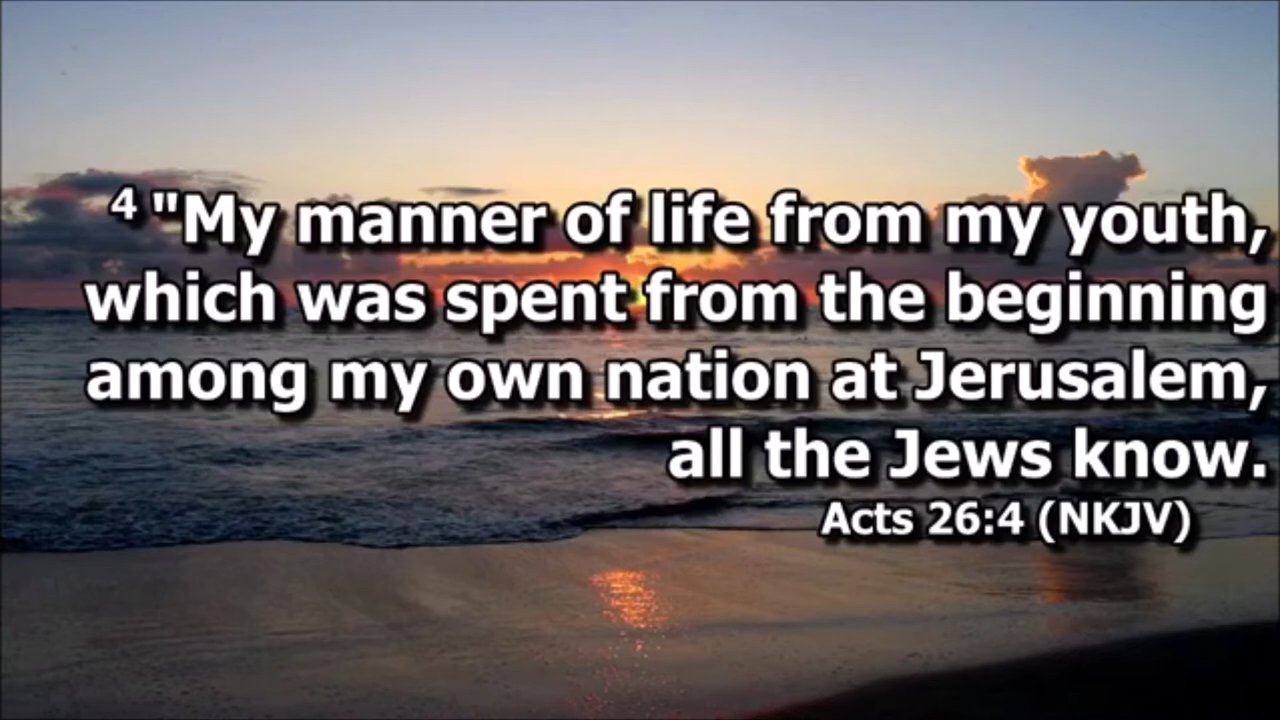 4 "My manner of life from my youth,
which was spent from the beginning
among my own nation at Jerusalem,
all the Jews know.
Acts 26:4 (NKJV)